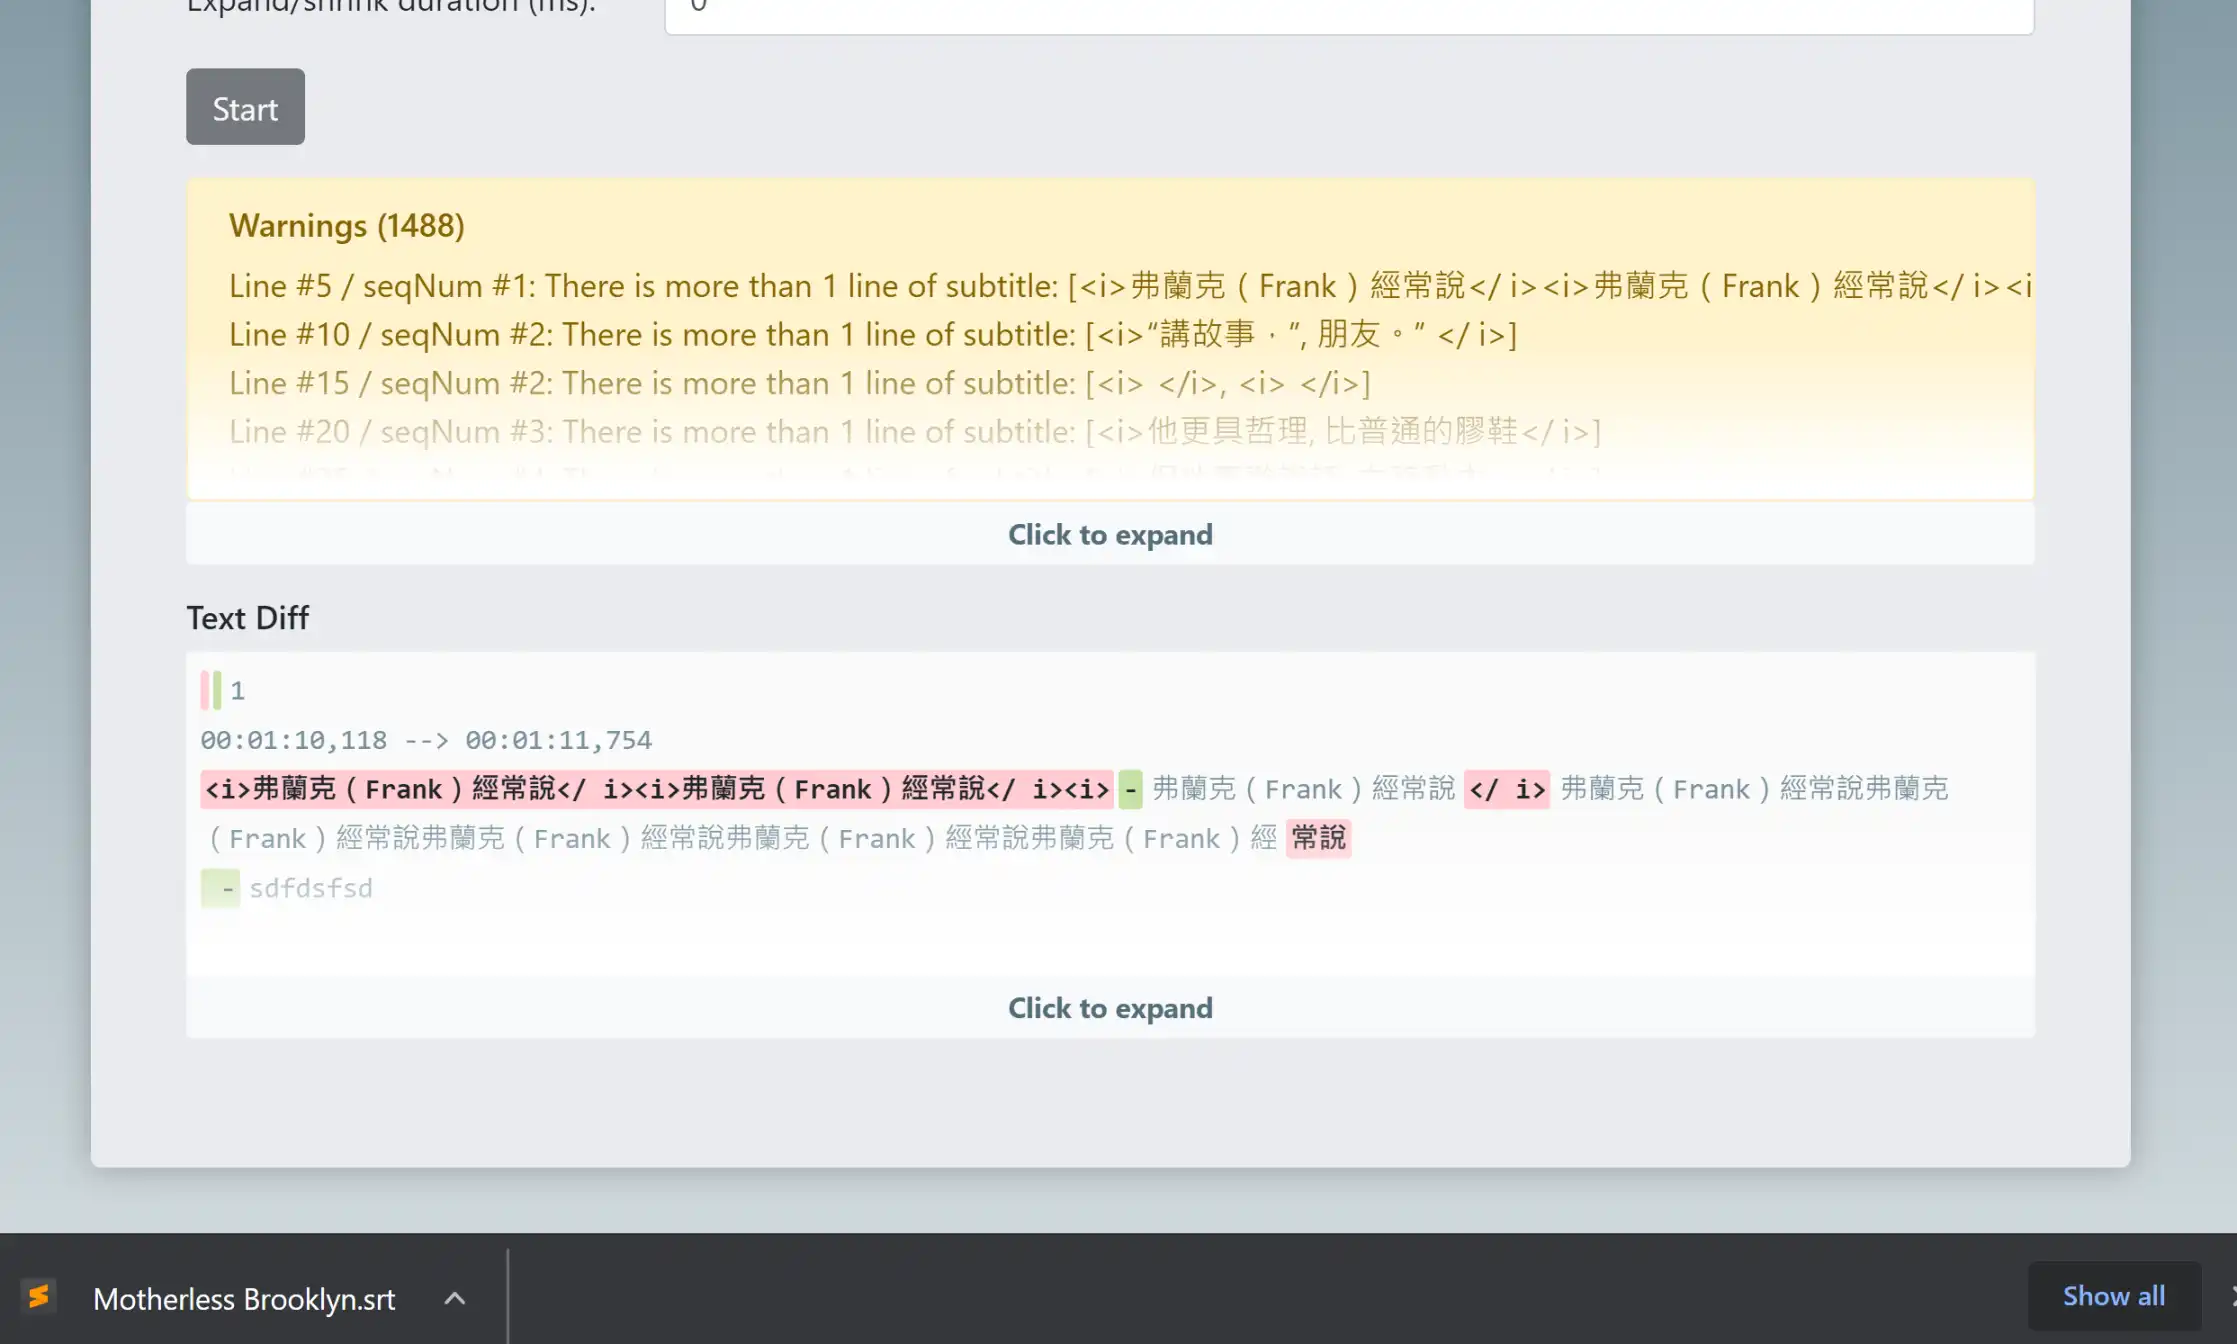 Expand/shrink duration (ms):
0
Start
Warnings (1488)
Line #5 / seqNum #1: There is more than 1 line of subtitle: [<i>弗蘭克（Frank）經常說</ i><i>弗蘭克（Frank）經常說</ i><i
Line #10 / seqNum #2: There is more than 1 line of subtitle: [<i>“講故事，”, 朋友。” </ i>]
Line #15 / seqNum #2: There is more than 1 line of subtitle: [<i> </i>, <i> </i>]
Line #20 / seqNum #3: There is more than 1 line of subtitle: [<i>他更具哲理, 比普通的膠鞋</ i>]
Click to expand
Text Diff
1
00:01:10,118 --> 00:01:11,754
<i>弗蘭克（Frank）經常說</ i><i>弗蘭克（Frank）經常說</ i><i> - 弗蘭克（Frank）經常說 </ i> 弗蘭克（Frank）經常說弗蘭克
（Frank）經常說弗蘭克（Frank）經常說弗蘭克（Frank）經常說弗蘭克（Frank）經 常說
- sdfdsfsd
Click to expand
Motherless Brooklyn.srt
Show all